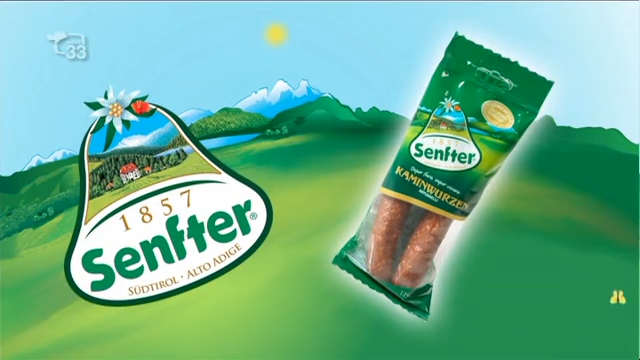 33
1857
Senfter®
SÜDTIROL · ALTO ADIGE
1857
Senfter
KAMINWURZEN